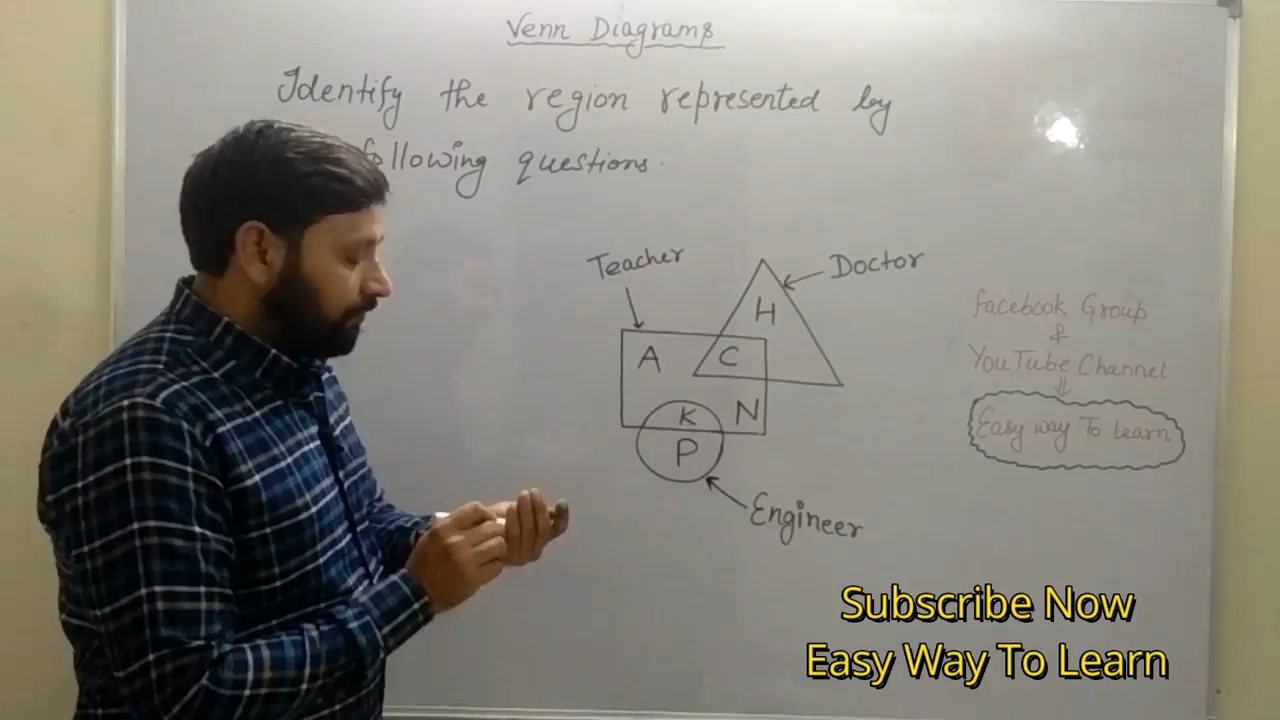 Venn Diagrams
Identify the region represented by
following questions.
Teacher
Doctor
H
A
C
K
N
P
Engineer
facebook Group
&
YouTube Channel
Easy way To learn
Subscribe Now
Easy Way To Learn